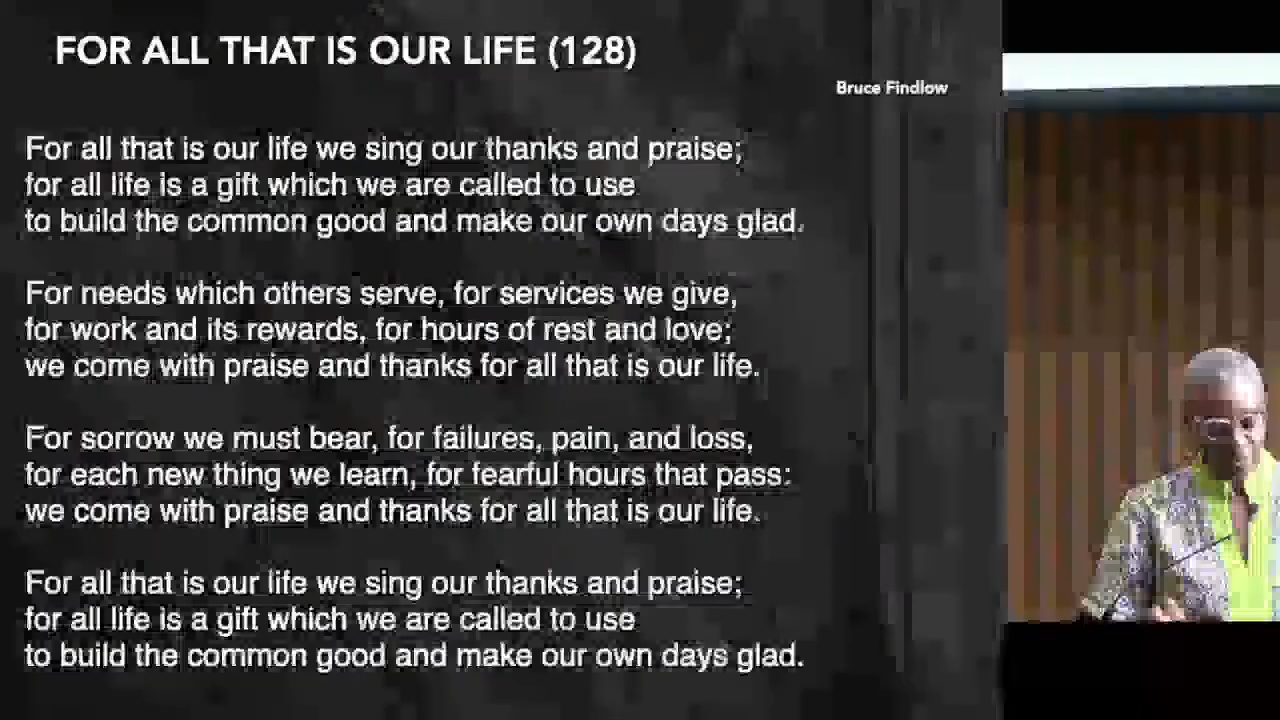 FOR ALL THAT IS OUR LIFE (128)
Bruce Findlow
For all that is our life we sing our thanks and praise;
for all life is a gift which we are called to use
to build the common good and make our own days glad.
For needs which others serve, for services we give,
for work and its rewards, for hours of rest and love;
we come with praise and thanks for all that is our life.
For sorrow we must bear, for failures, pain, and loss,
for each new thing we learn, for fearful hours that pass:
we come with praise and thanks for all that is our life.
For all that is our life we sing our thanks and praise;
for all life is a gift which we are called to use
to build the common good and make our own days glad.